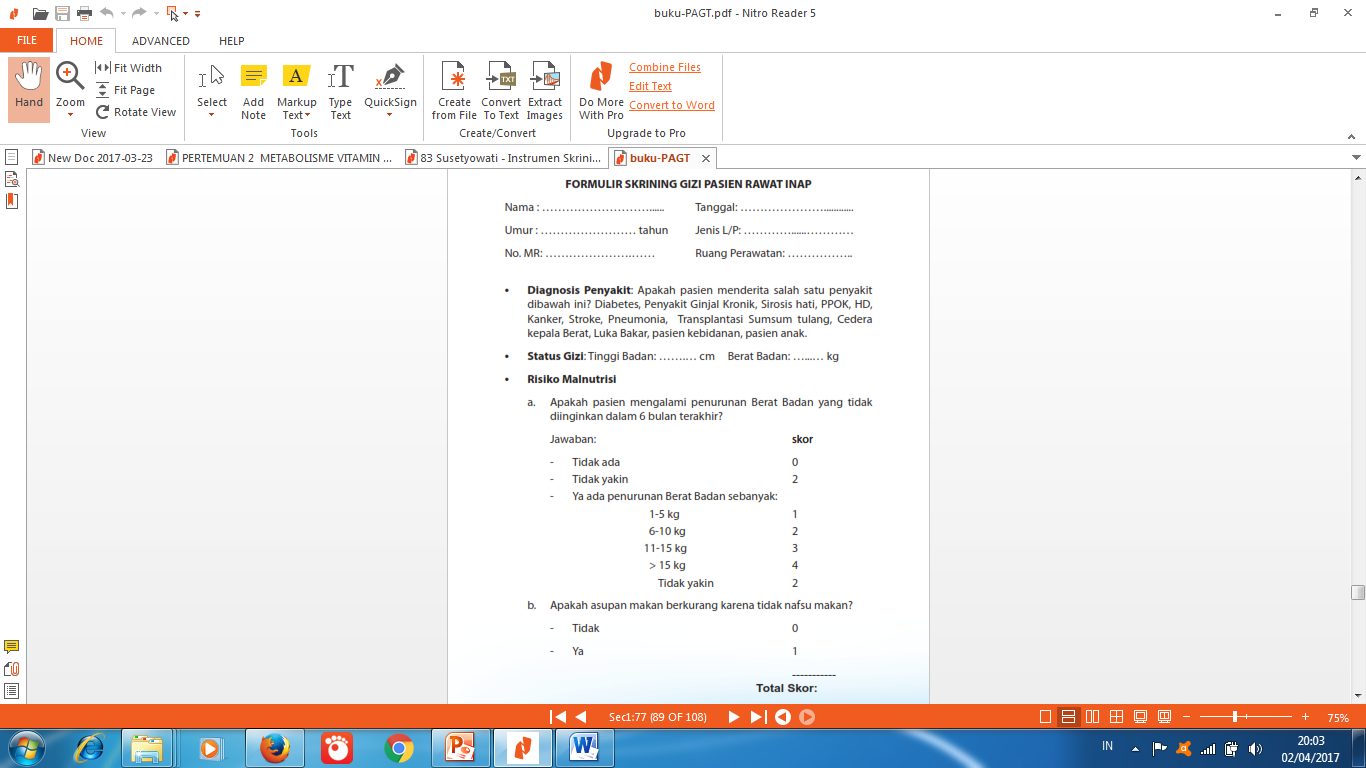 buku-PAGT.pdf - Nitro Reader 5
FILE HOME ADVANCED HELP
Hand
Zoom
Fit Width
Fit Page
Rotate View
View
Select
Add Note
Markup Text
Type Text
QuickSign
Tools
Create from File
Convert To Text
Extract Images
Create/Convert
Do More With Pro
Combine Files
Edit Text
Convert to Word
Upgrade to Pro
New Doc 2017-03-23 PERTEMUAN 2 METABOLISME VITAMIN ... 83 Susetyowati - Instrumen Skrini... buku-PAGT
FORMULIR SKRINING GIZI PASIEN RAWAT INAP
Nama : ................................ Tanggal: ................................
Umur : ........................ tahun Jenis L/P: ..............................
No. MR: ............................ Ruang Perawatan: ..................
• Diagnosis Penyakit: Apakah pasien menderita salah satu penyakit
dibawah ini? Diabetes, Penyakit Ginjal Kronik, Sirosis hati, PPOK, HD,
Kanker, Stroke, Pneumonia, Transplantasi Sumsum tulang, Cedera
kepala Berat, Luka Bakar, pasien kebidanan, pasien anak.
• Status Gizi: Tinggi Badan: .......... cm Berat Badan: ......... kg
• Risiko Malnutrisi
a. Apakah pasien mengalami penurunan Berat Badan yang tidak
diinginkan dalam 6 bulan terakhir?
Jawaban: skor
- Tidak ada 0
- Tidak yakin 2
- Ya ada penurunan Berat Badan sebanyak:
1-5 kg 1
6-10 kg 2
11-15 kg 3
> 15 kg 4
Tidak yakin 2
b. Apakah asupan makan berkurang karena tidak nafsu makan?
- Tidak 0
- Ya 1
-----------
Total Skor:
Sec1:77 (89 OF 108)
75%
IN
20:03
02/04/2017